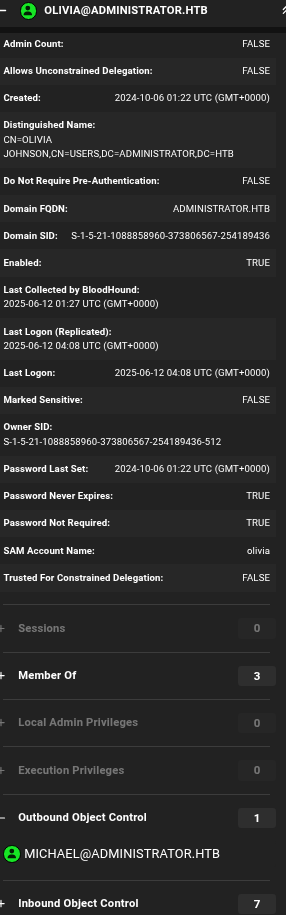 OLIVIA@ADMINISTRATOR.HTB
Admin Count: FALSE
Allows Unconstrained Delegation: FALSE
Created: 2024-10-06 01:22 UTC (GMT+0000)
Distinguished Name:
CN=OLIVIA
JOHNSON,CN=USERS,DC=ADMINISTRATOR,DC=HTB
Do Not Require Pre-Authentication: FALSE
Domain FQDN: ADMINISTRATOR.HTB
Domain SID: S-1-5-21-1088858960-373806567-254189436
Enabled: TRUE
Last Collected by BloodHound:
2025-06-12 01:27 UTC (GMT+0000)
Last Logon (Replicated):
2025-06-12 04:08 UTC (GMT+0000)
Last Logon: 2025-06-12 04:08 UTC (GMT+0000)
Marked Sensitive: FALSE
Owner SID:
S-1-5-21-1088858960-373806567-254189436-512
Password Last Set: 2024-10-06 01:22 UTC (GMT+0000)
Password Never Expires: TRUE
Password Not Required: TRUE
SAM Account Name: olivia
Trusted For Constrained Delegation: FALSE
Sessions 0
Member Of 3
Local Admin Privileges 0
Execution Privileges 0
Outbound Object Control 1
MICHAEL@ADMINISTRATOR.HTB
Inbound Object Control 7